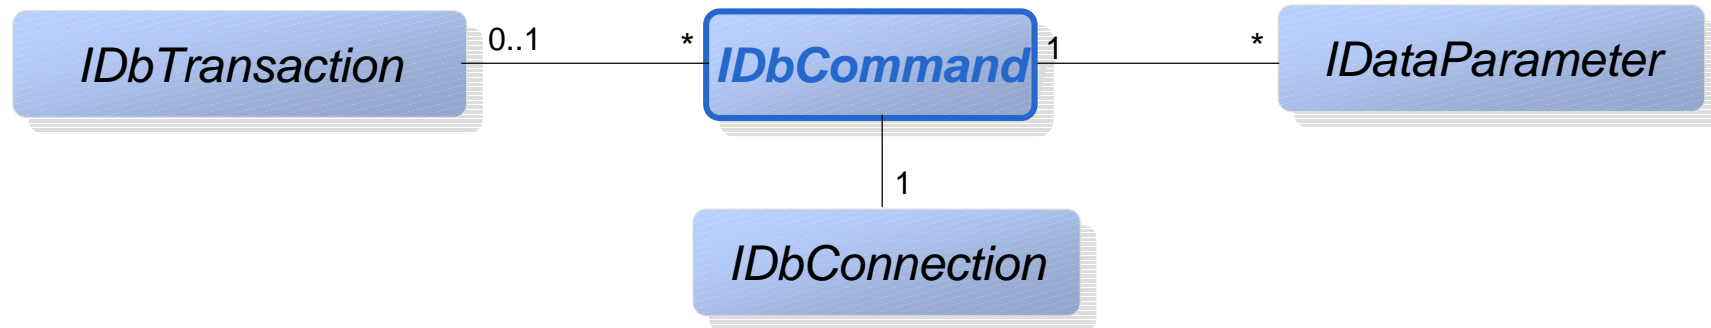 IDbTransaction
0..1
*
IDbCommand
1
*
IDataParameter
1
IDbConnection